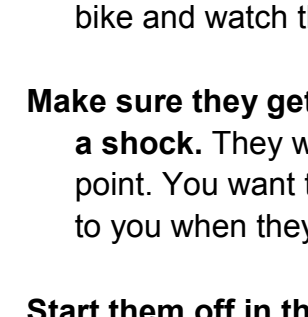 bike and watch
Make sure they get
a shock. They
point. You want
to you when they
Start them off in